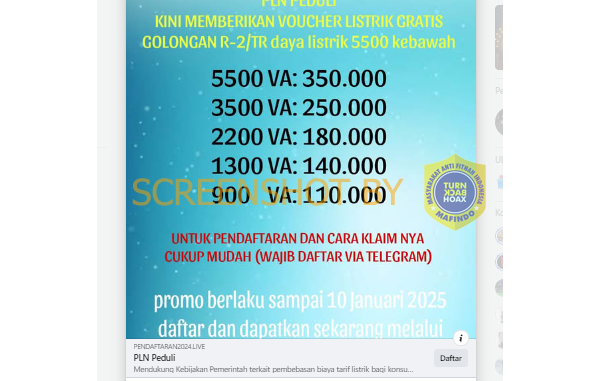 PLN PEDULI
KINI MEMBERIKAN VOUCHER LISTRIK GRATIS
GOLONGAN R-2/TR daya listrik 5500 kebawah
5500 VA: 350.000
3500 VA: 250.000
2200 VA: 180.000
1300 VA: 140.000
900 VA: 110.000
SCREENSHOT BY
MASYARAKAT ANTI FITNAH INDONESIA
TURN
BACK
HOAX
MAFINDO
UNTUK PENDAFTARAN DAN CARA KLAIM NYA
CUKUP MUDAH (WAJIB DAFTAR VIA TELEGRAM)
promo berlaku sampai 10 Januari 2025
daftar dan dapatkan sekarang melalui
PENDAFTARAN2024.LIVE
PLN Peduli
Daftar
Mendukung Kebijakan Pemerintah terkait pembebasan biaya tarif listrik bagi konsu...